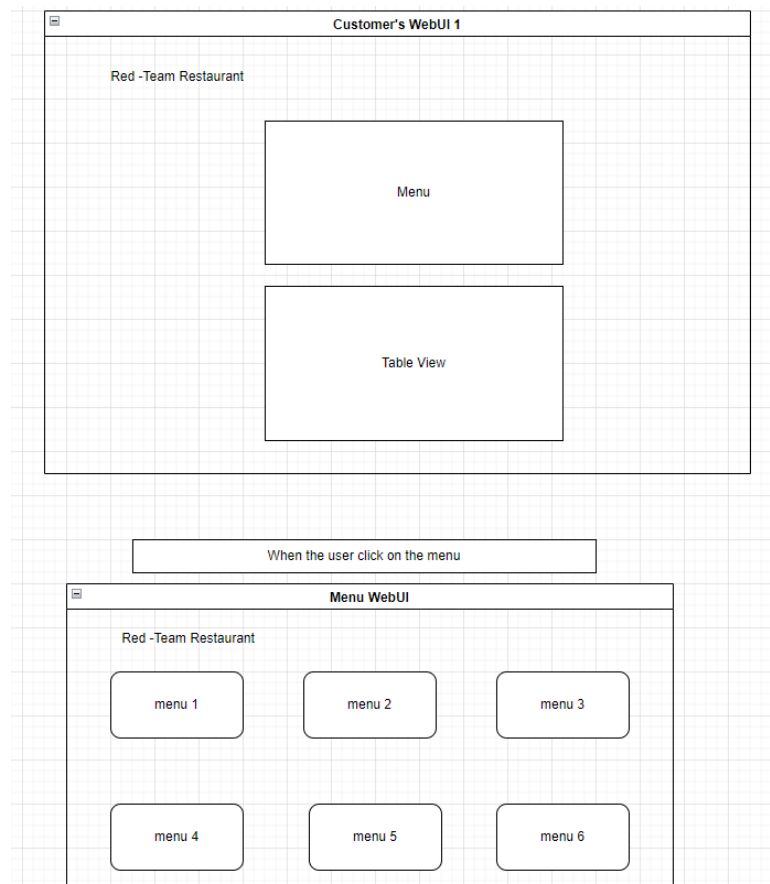 Customer's WebUI 1
Red -Team Restaurant
Menu
Table View
When the user click on the menu
Menu WebUI
Red -Team Restaurant
menu 1
menu 2
menu 3
menu 4
menu 5
menu 6